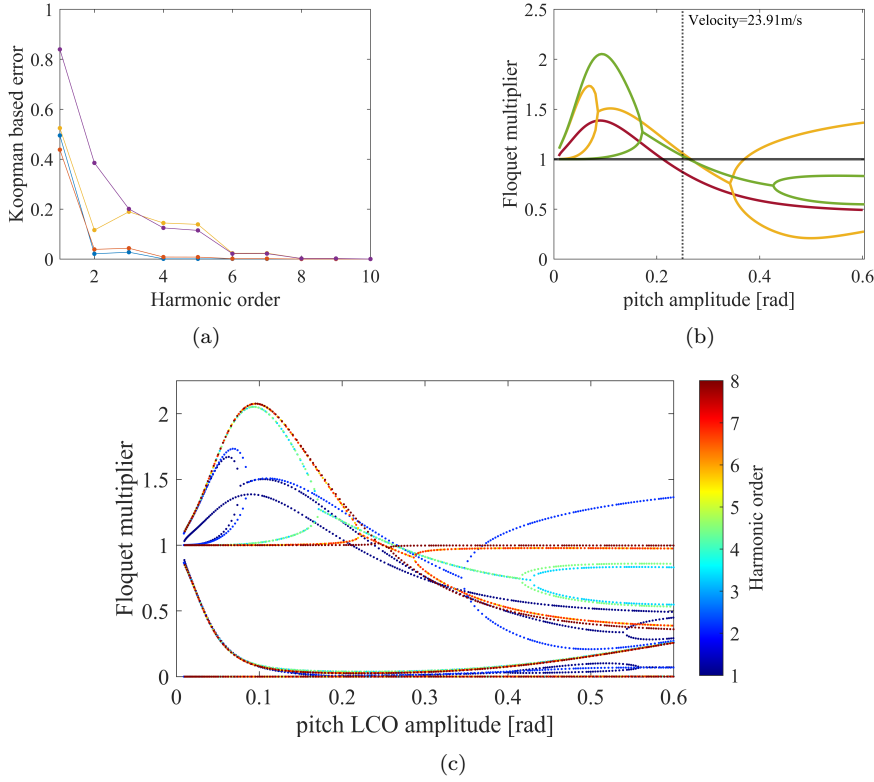 1
0.8
0.6
0.4
0.2
0
2 4 6 8 10
Koopman based error
Harmonic order
(a)
2.5
2
1.5
1
0.5
0
0 0.2 0.4 0.6
Velocity=23.91m/s
Floquet multiplier
pitch amplitude [rad]
(b)
2
1.5
1
0.5
0
0 0.1 0.2 0.3 0.4 0.5 0.6
Floquet multiplier
pitch LCO amplitude [rad]
8
7
6
5
4
3
2
1
Harmonic order
(c)